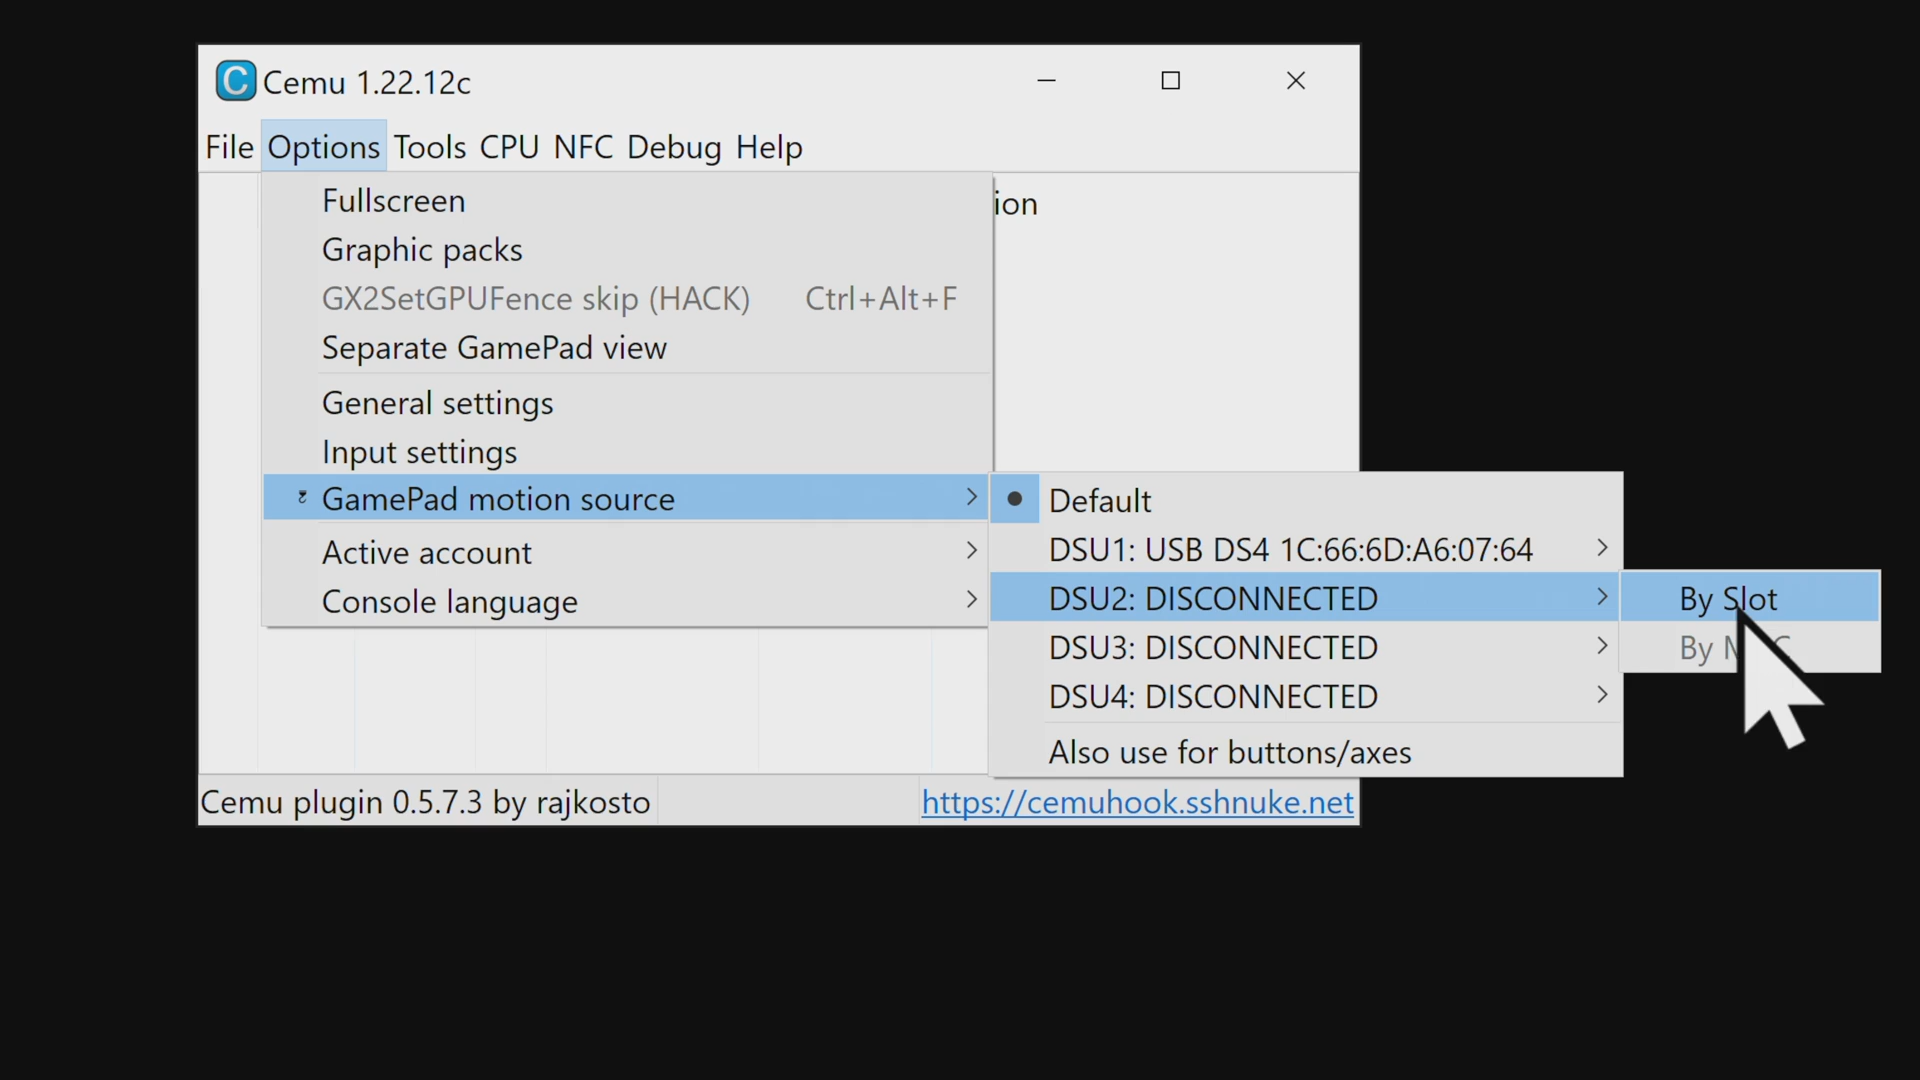 Cemu 1.22.12c
File Options Tools CPU NFC Debug Help
ion
Fullscreen
Graphic packs
GX2SetGPUFence skip (HACK) Ctrl+Alt+F
Separate GamePad view
General settings
Input settings
GamePad motion source
Active account
Console language
Default
DSU1: USB DS4 1C:66:6D:A6:07:64
DSU2: DISCONNECTED
DSU3: DISCONNECTED
DSU4: DISCONNECTED
Also use for buttons/axes
By Slot
By
Cemu plugin 0.5.7.3 by rajkosto
https://cemuhook.sshnuke.net